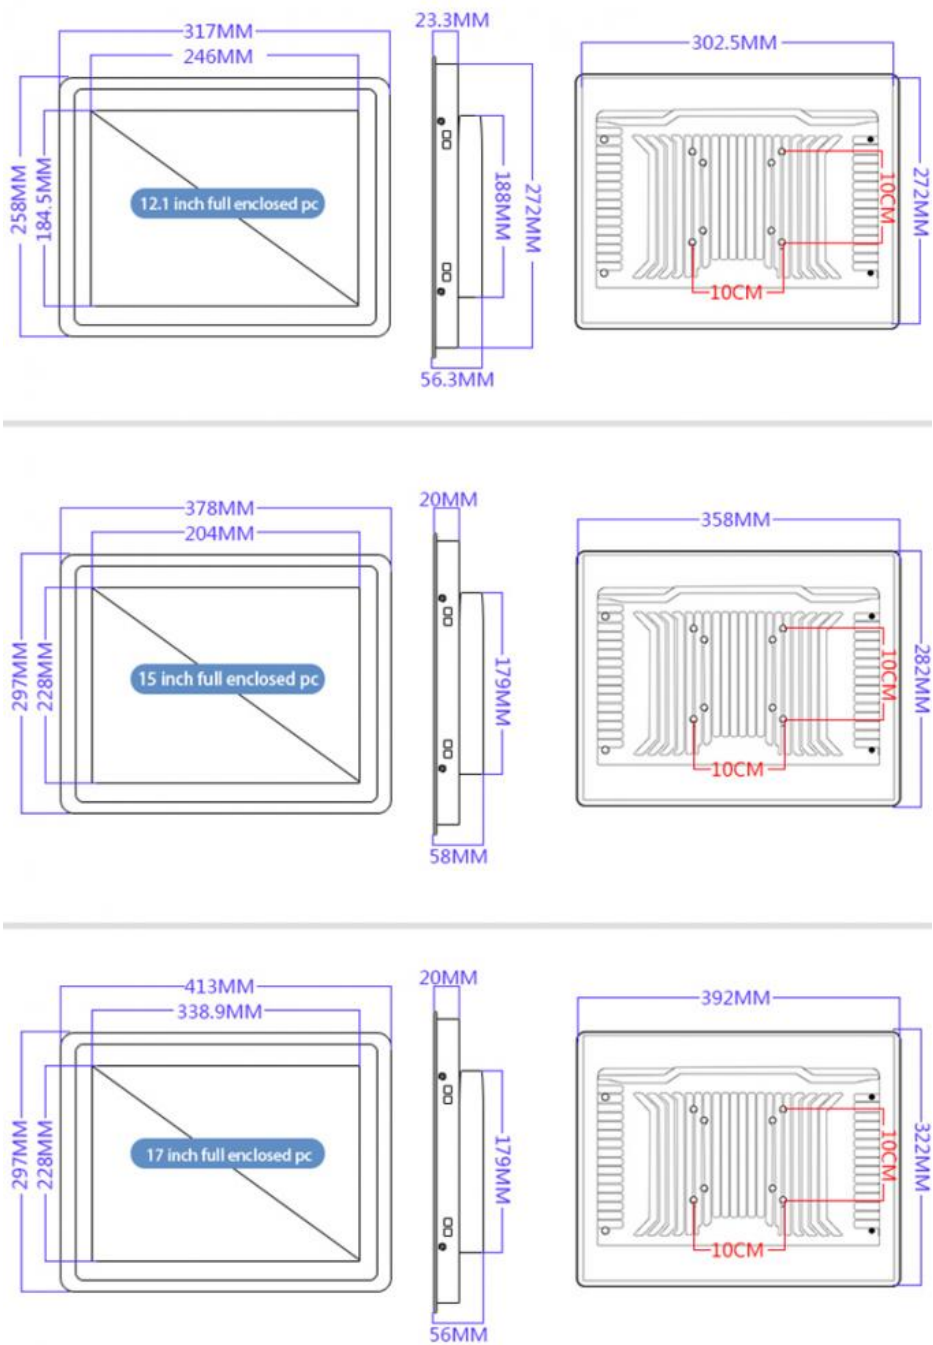 317MM
246MM
258MM
184.5MM
12.1 inch full enclosed pc
23.3MM
188MM
272MM
56.3MM
302.5MM
10CM
10CM
272MM
378MM
204MM
297MM
228MM
15 inch full enclosed pc
20MM
179MM
58MM
358MM
10CM
10CM
282MM
413MM
338.9MM
297MM
228MM
17 inch full enclosed pc
20MM
179MM
56MM
392MM
10CM
10CM
322MM